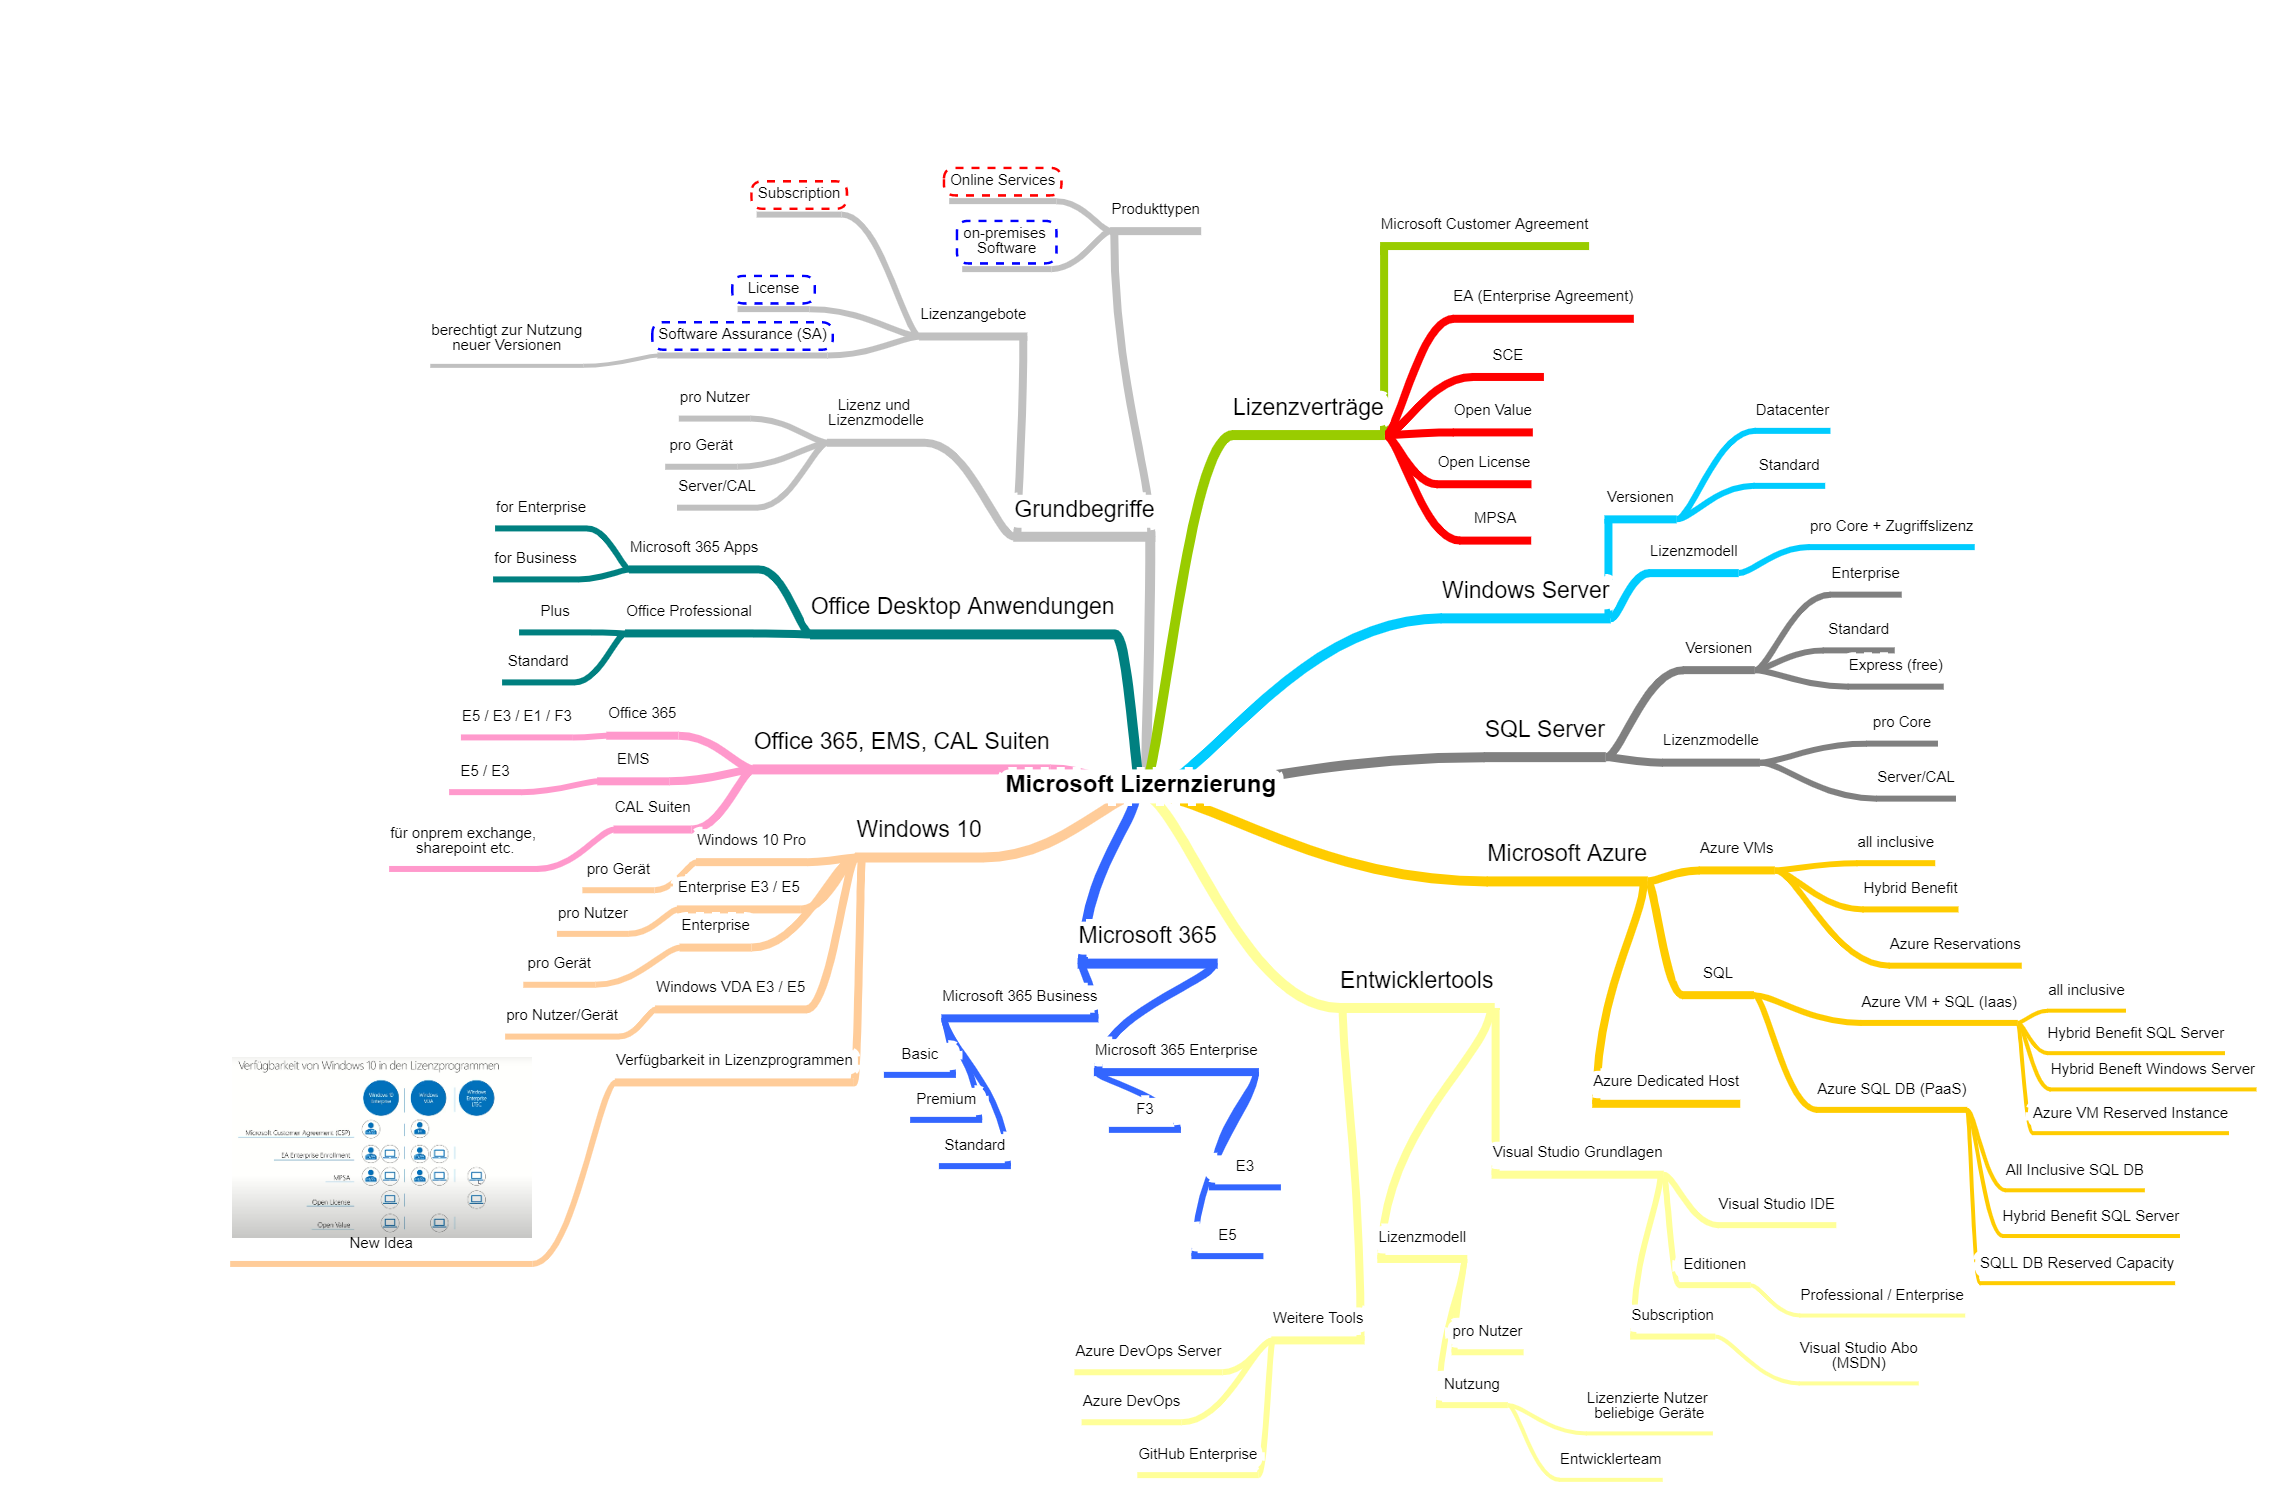 Microsoft Lizernzierung
Grundbegriffe
Produkttypen
Online Services
on-premises
Software
Lizenzangebote
Subscription
License
Software Assurance (SA)
berechtigt zur Nutzung
neuer Versionen
Lizenz und
Lizenzmodelle
pro Nutzer
pro Gerät
Server/CAL
Office Desktop Anwendungen
Microsoft 365 Apps
for Enterprise
for Business
Office Professional
Plus
Standard
Office 365, EMS, CAL Suiten
Office 365
E5 / E3 / E1 / F3
EMS
E5 / E3
CAL Suiten
für onprem exchange,
sharepoint etc.
Windows 10
Windows 10 Pro
pro Gerät
Enterprise E3 / E5
pro Nutzer
Enterprise
pro Gerät
Windows VDA E3 / E5
pro Nutzer/Gerät
Verfügbarkeit in Lizenzprogrammen
Verfügbarkeit von Windows 10 in den Lizenzprogrammen
Windows 10
Enterprise
Windows
VDA
Windows
Enterprise
LTSC
Microsoft Customer Agreement (CSP)
EA Enterprise Enrollment
MPSA
Open License
Open Value
New Idea
Microsoft 365
Microsoft 365 Business
Basic
Premium
Standard
Microsoft 365 Enterprise
F3
E3
E5
Lizenzverträge
Microsoft Customer Agreement
EA (Enterprise Agreement)
SCE
Open Value
Open License
MPSA
Windows Server
Versionen
Datacenter
Standard
Lizenzmodell
pro Core + Zugriffslizenz
SQL Server
Versionen
Enterprise
Standard
Express (free)
Lizenzmodelle
pro Core
Server/CAL
Microsoft Azure
Azure VMs
all inclusive
Hybrid Benefit
Azure Reservations
SQL
Azure VM + SQL (Iaas)
all inclusive
Hybrid Benefit SQL Server
Hybrid Beneft Windows Server
Azure VM Reserved Instance
Azure SQL DB (PaaS)
All Inclusive SQL DB
Hybrid Benefit SQL Server
SQLL DB Reserved Capacity
Azure Dedicated Host
Entwicklertools
Visual Studio Grundlagen
Visual Studio IDE
Editionen
Professional / Enterprise
Subscription
Visual Studio Abo
(MSDN)
Lizenzmodell
pro Nutzer
Nutzung
Lizenzierte Nutzer
beliebige Geräte
Entwicklerteam
Weitere Tools
Azure DevOps Server
Azure DevOps
GitHub Enterprise